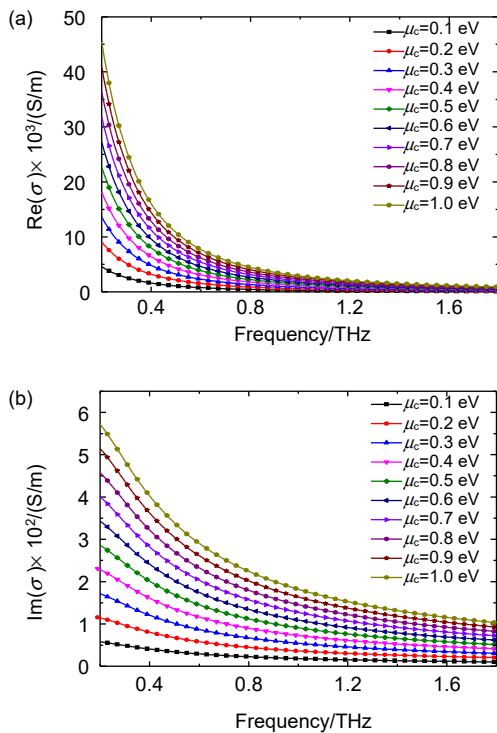 (a)
50
40
30
20
10
0
Re(σ)× 10³/(S/m)
μc=0.1 eV
μc=0.2 eV
μc=0.3 eV
μc=0.4 eV
μc=0.5 eV
μc=0.6 eV
μc=0.7 eV
μc=0.8 eV
μc=0.9 eV
μc=1.0 eV
0.4 0.8 1.2 1.6
Frequency/THz
(b)
6
5
4
3
2
1
0
Im(σ)× 10²/(S/m)
μc=0.1 eV
μc=0.2 eV
μc=0.3 eV
μc=0.4 eV
μc=0.5 eV
μc=0.6 eV
μc=0.7 eV
μc=0.8 eV
μc=0.9 eV
μc=1.0 eV
0.4 0.8 1.2 1.6
Frequency/THz